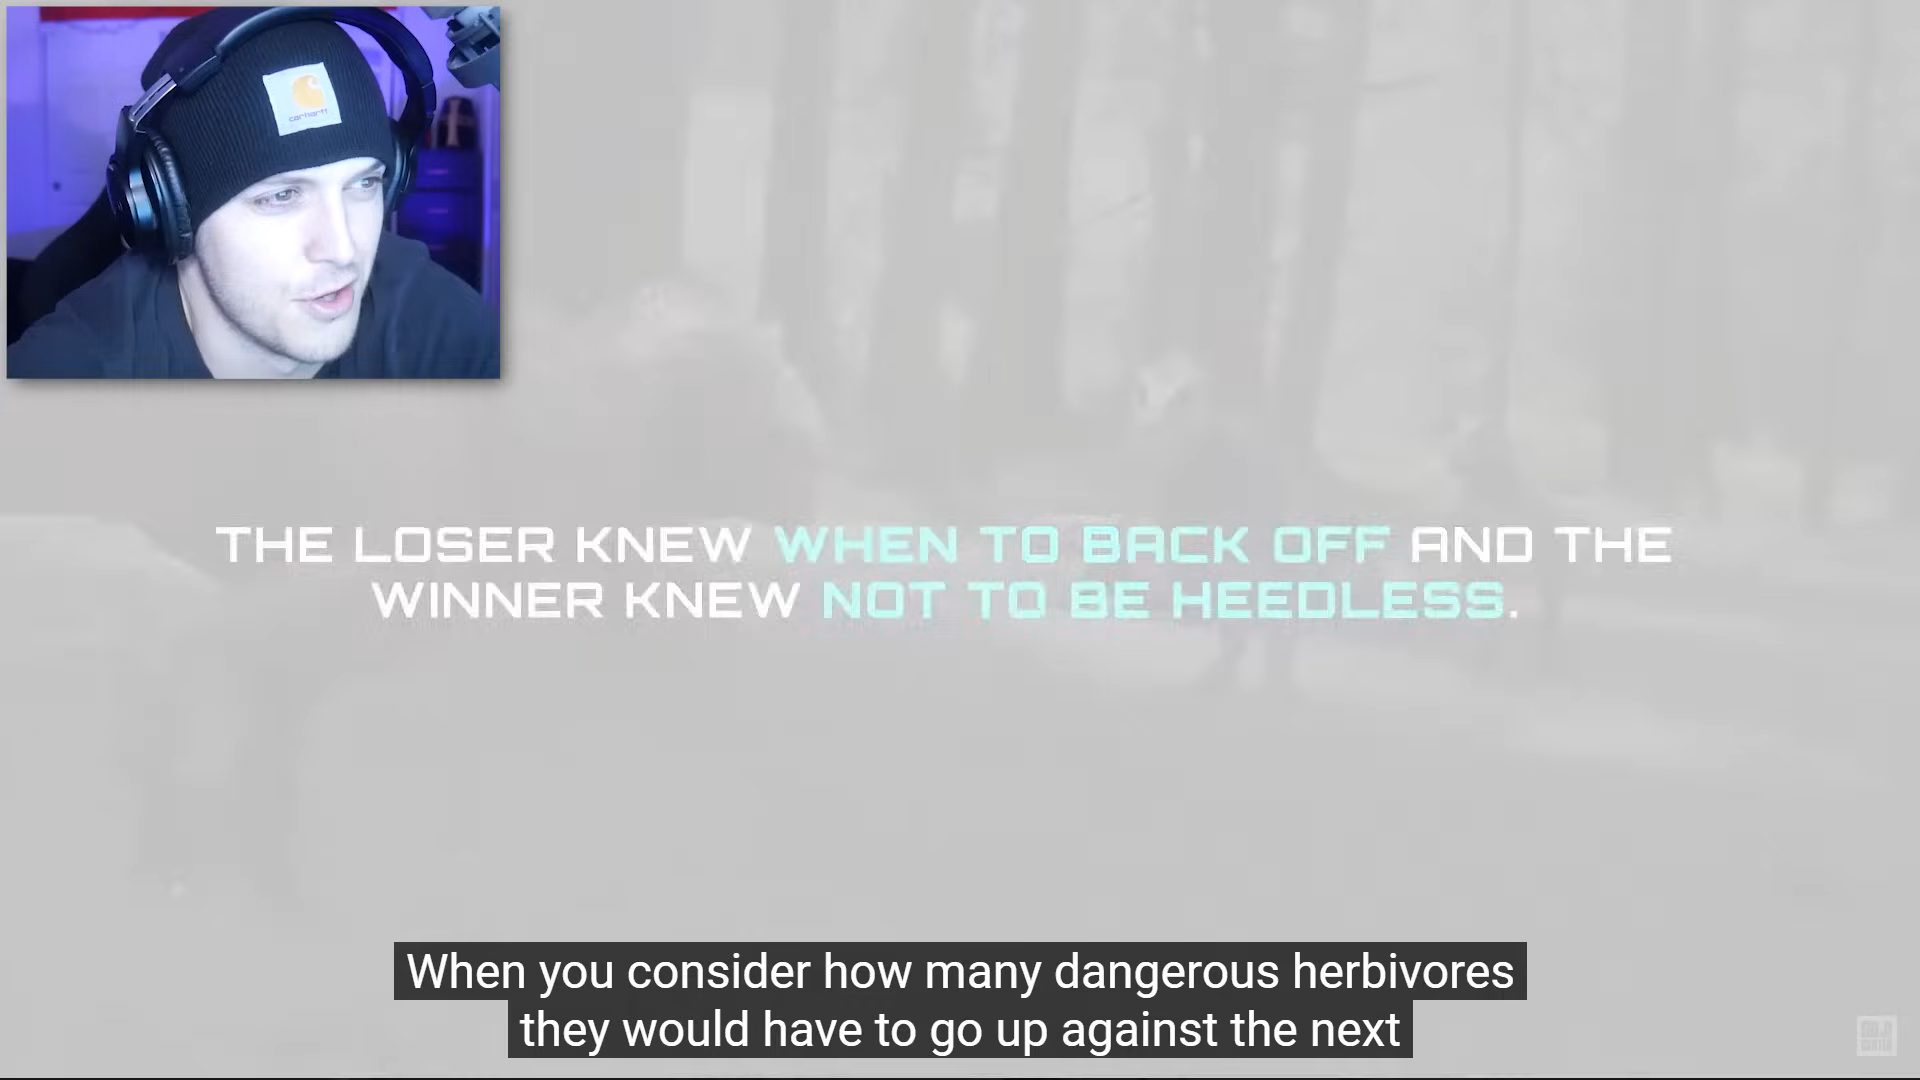 carhartt
THE LOSER KNEW WHEN TO BACK OFF AND THE
WINNER KNEW NOT TO BE HEEDLESS.
When you consider how many dangerous herbivores
they would have to go up against the next